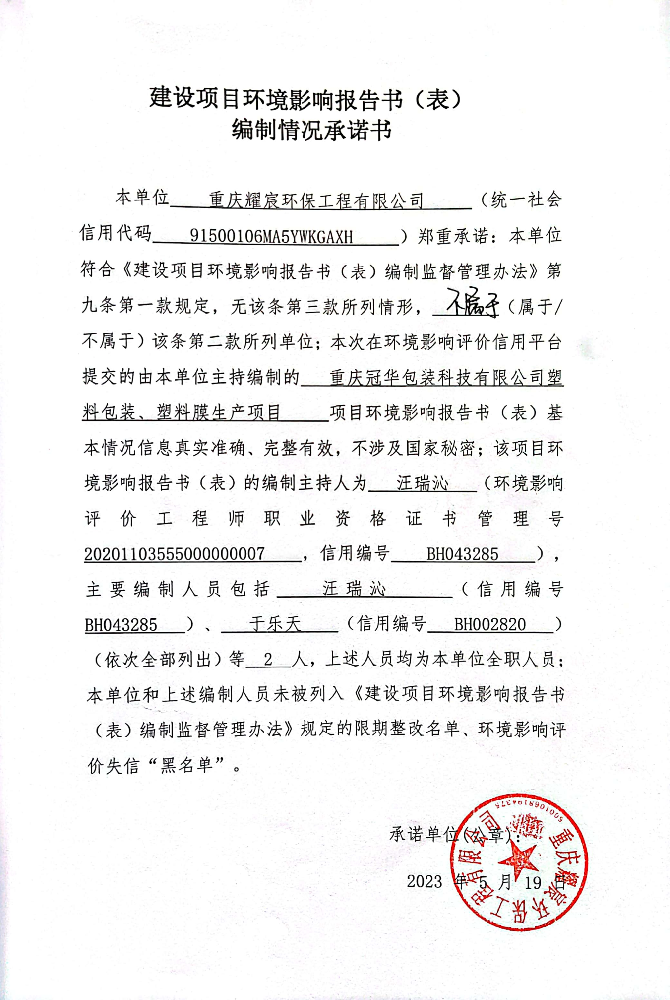 建设项目环境影响报告书（表）
编制情况承诺书
本单位 重庆耀宸环保工程有限公司 （统一社会
信用代码 91500106MA5YWKGAXH ）郑重承诺：本单位
符合《建设项目环境影响报告书（表）编制监督管理办法》第
九条第一款规定，无该条第三款所列情形， 不属于（属于/
不属于）该条第二款所列单位；本次在环境影响评价信用平台
提交的由本单位主持编制的 重庆冠华包装科技有限公司塑
料包装、塑料膜生产项目 项目环境影响报告书（表）基
本情况信息真实准确、完整有效，不涉及国家秘密；该项目环
境影响报告书（表）的编制主持人为 汪瑞沁 （环境影响
评价工程师职业资格证书管理号
20201103555000000007 ，信用编号 BH043285 ），
主要编制人员包括 汪瑞沁 （信用编号
BH043285 ）、 于乐天 （信用编号 BH002820 ）
（依次全部列出）等 2 人，上述人员均为本单位全职人员；
本单位和上述编制人员未被列入《建设项目环境影响报告书
（表）编制监督管理办法》规定的限期整改名单、环境影响评
价失信“黑名单”。
承诺单位（公章）：
2023 年 5 月 19 日
重庆耀宸环保工程有限公司
5001068194375